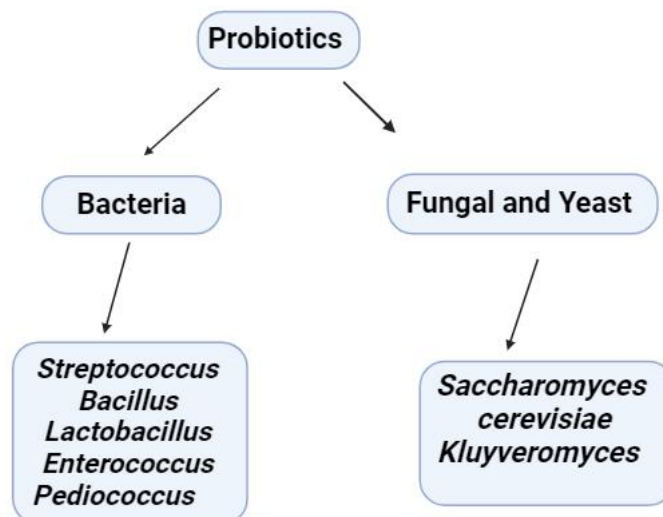 Probiotics
Bacteria
Fungal and Yeast
Streptococcus
Bacillus
Lactobacillus
Enterococcus
Pediococcus
Saccharomyces
cerevisiae
Kluyveromyces